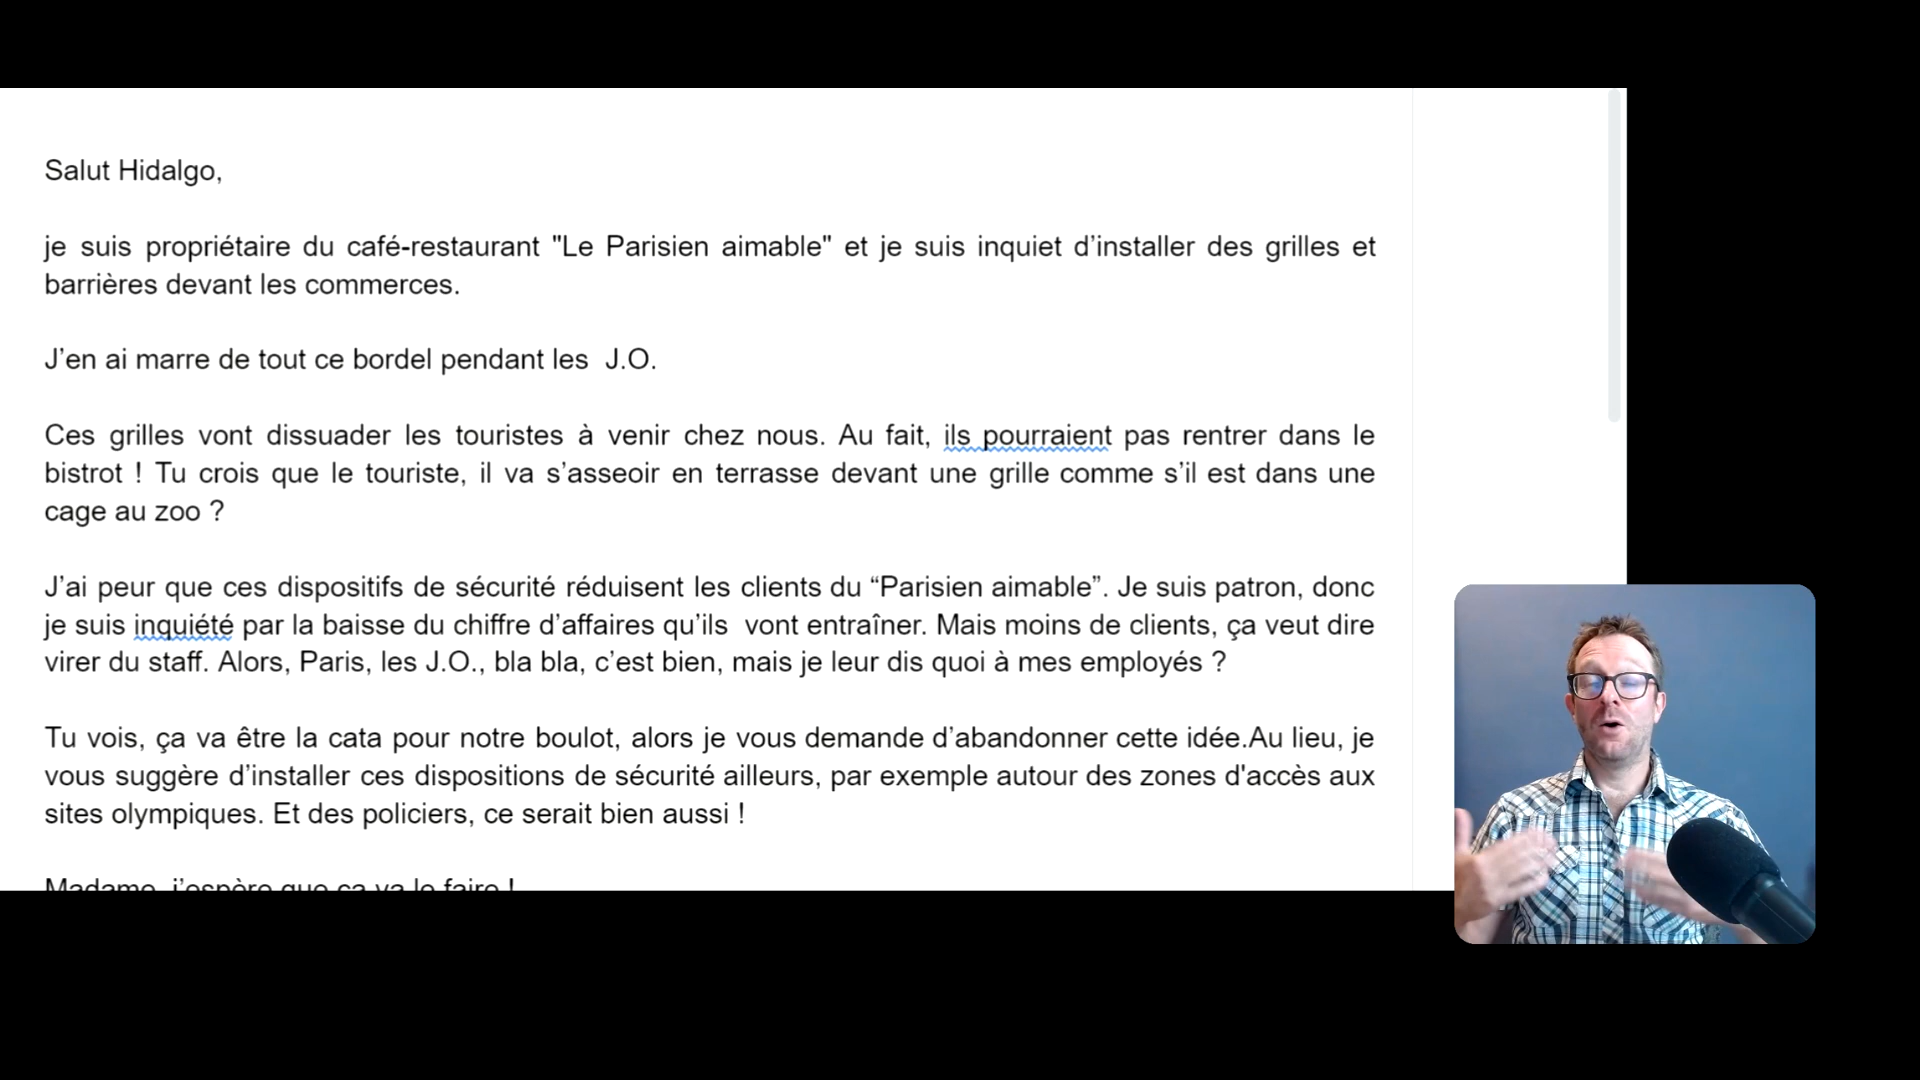 Salut Hidalgo,
je suis propriétaire du café-restaurant "Le Parisien aimable" et je suis inquiet d’installer des grilles et
barrières devant les commerces.
J’en ai marre de tout ce bordel pendant les  J.O.
Ces grilles vont dissuader les touristes à venir chez nous. Au fait, ils pourraient pas rentrer dans le
bistrot ! Tu crois que le touriste, il va s’asseoir en terrasse devant une grille comme s’il est dans une
cage au zoo ?
J’ai peur que ces dispositifs de sécurité réduisent les clients du “Parisien aimable”. Je suis patron, donc
je suis inquiété par la baisse du chiffre d’affaires qu’ils  vont entraîner. Mais moins de clients, ça veut dire
virer du staff. Alors, Paris, les J.O., bla bla, c’est bien, mais je leur dis quoi à mes employés ?
Tu vois, ça va être la cata pour notre boulot, alors je vous demande d’abandonner cette idée.Au lieu, je
vous suggère d’installer ces dispositions de sécurité ailleurs, par exemple autour des zones d'accès aux
sites olympiques. Et des policiers, ce serait bien aussi !
Madame, j’espère que ça va le faire !